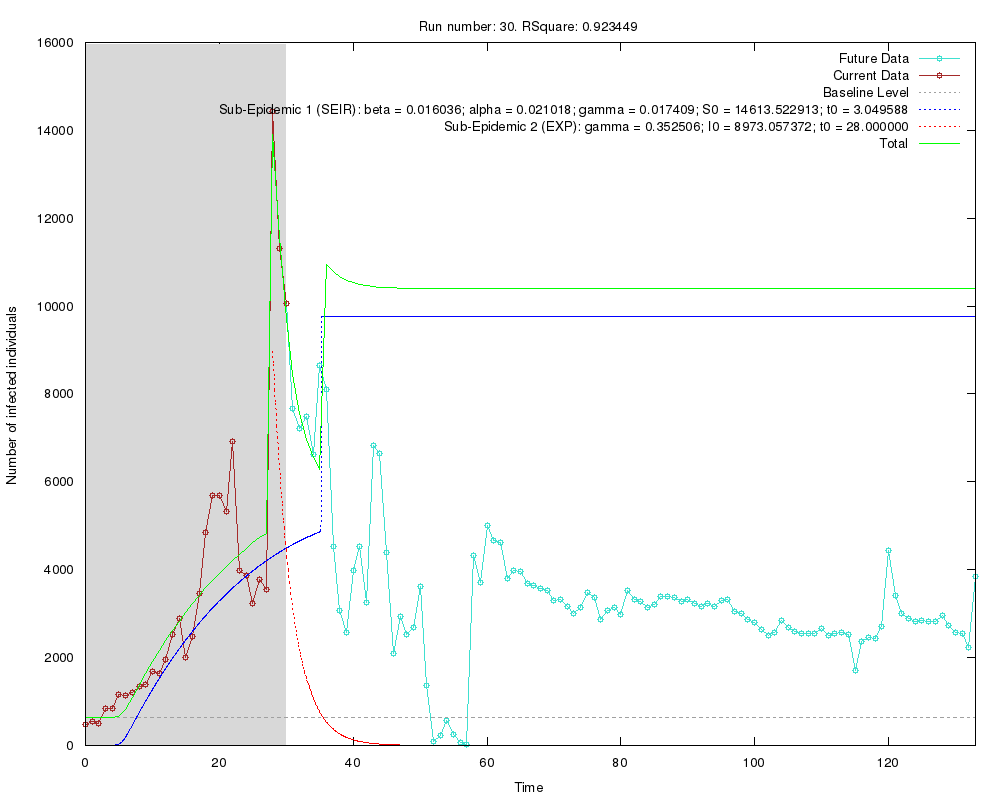 Run number: 30. RSquare: 0.923449
16000
14000
12000
10000
8000
6000
4000
2000
0
Number of infected individuals
Future Data
Current Data
Baseline Level
Sub-Epidemic 1 (SEIR): beta = 0.016036; alpha = 0.021018; gamma = 0.017409; S0 = 14613.522913; t0 = 3.049588
Sub-Epidemic 2 (EXP): gamma = 0.352506; I0 = 8973.057372; t0 = 28.000000
Total
0 20 40 60 80 100 120
Time